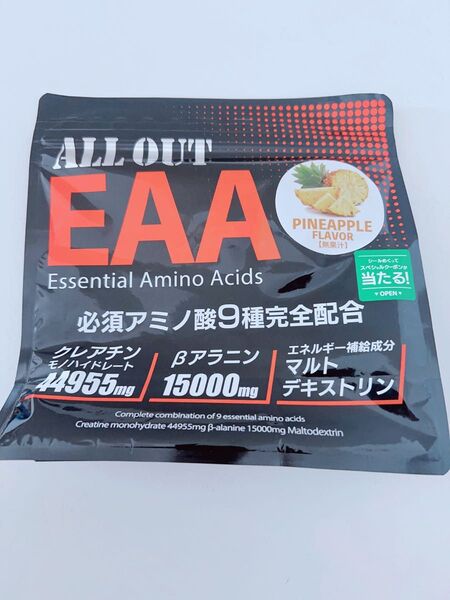 ALL OUT
EAA
Essential Amino Acids
PINEAPPLE
FLAVOR
【無果汁】
シールめくって
スペシャルクーポンが
当たる!
OPEN
必須アミノ酸9種完全配合
クレアチン
モノハイドレート
44955mg
βアラニン
15000mg
エネルギー補給成分
マルト
デキストリン
Complete combination of 9 essential amino acids
Creatine monohydrate 44955mg β-alanine 15000mg Maltodextrin